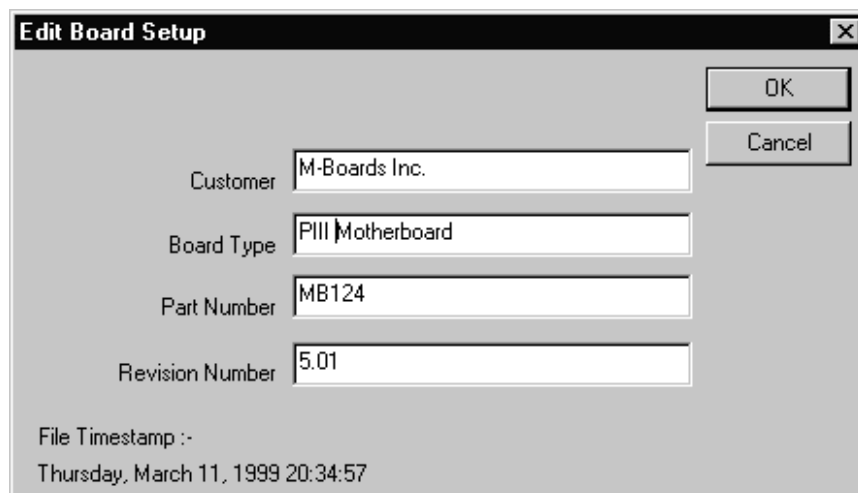 Edit Board Setup
OK
Cancel
Customer M-Boards Inc.
Board Type PIII Motherboard
Part Number MB124
Revision Number 5.01
File Timestamp :-
Thursday, March 11, 1999 20:34:57